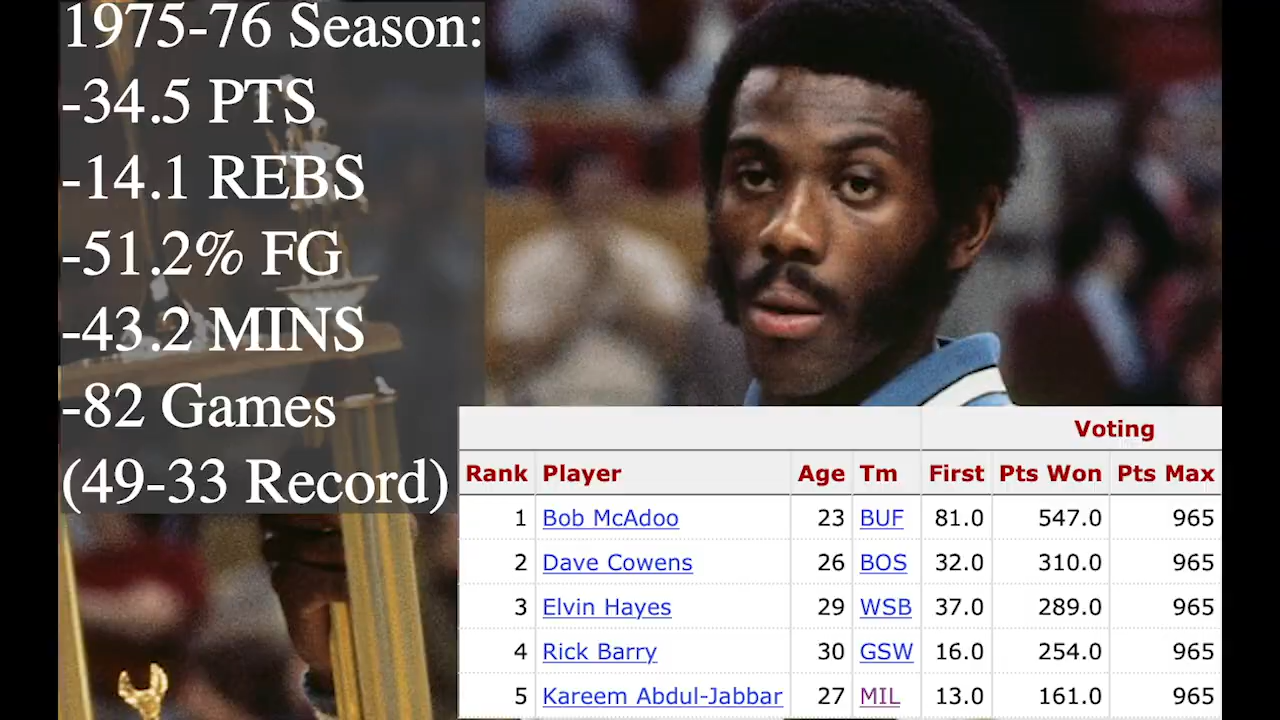 1975-76 Season:
-34.5 PTS
-14.1 REBS
-51.2% FG
-43.2 MINS
-82 Games
(49-33 Record)
Voting
Rank Player Age Tm First Pts Won Pts Max
1 Bob McAdoo 23 BUF 81.0 547.0 965
2 Dave Cowens 26 BOS 32.0 310.0 965
3 Elvin Hayes 29 WSB 37.0 289.0 965
4 Rick Barry 30 GSW 16.0 254.0 965
5 Kareem Abdul-Jabbar 27 MIL 13.0 161.0 965